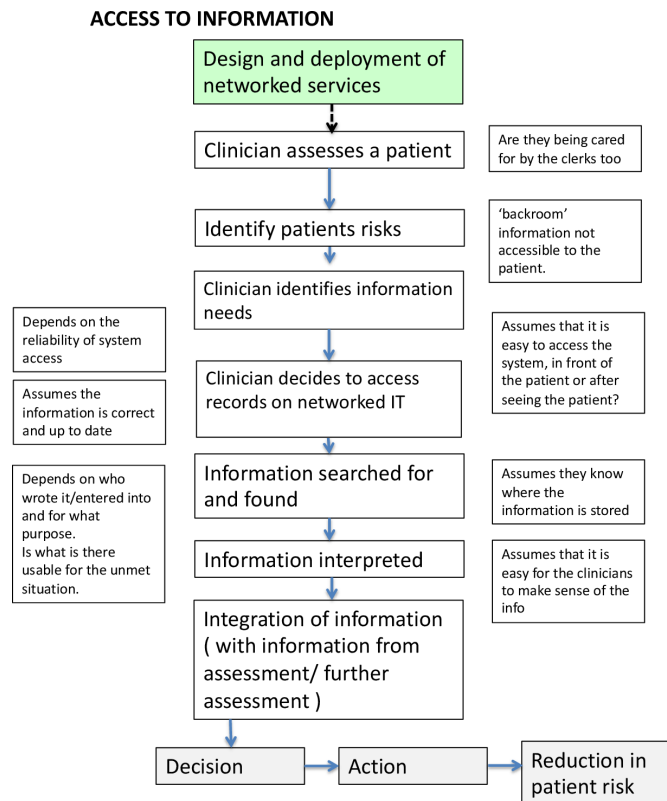 ACCESS TO INFORMATION
Design and deployment of
networked services
Clinician assesses a patient
Are they being cared
for by the clerks too
Identify patients risks
‘backroom’
information not
accessible to the
patient.
Clinician identifies information
needs
Depends on the
reliability of system
access
Assumes that it is
easy to access the
system, in front of
the patient or after
seeing the patient?
Clinician decides to access
records on networked IT
Assumes the
information is correct
and up to date
Information searched for
and found
Depends on who
wrote it/entered into
and for what
purpose.
Is what is there
usable for the unmet
situation.
Assumes they know
where the
information is stored
Information interpreted
Assumes that it is
easy for the clinicians
to make sense of the
info
Integration of information
( with information from
assessment/ further
assessment )
Decision
Action
Reduction in
patient risk